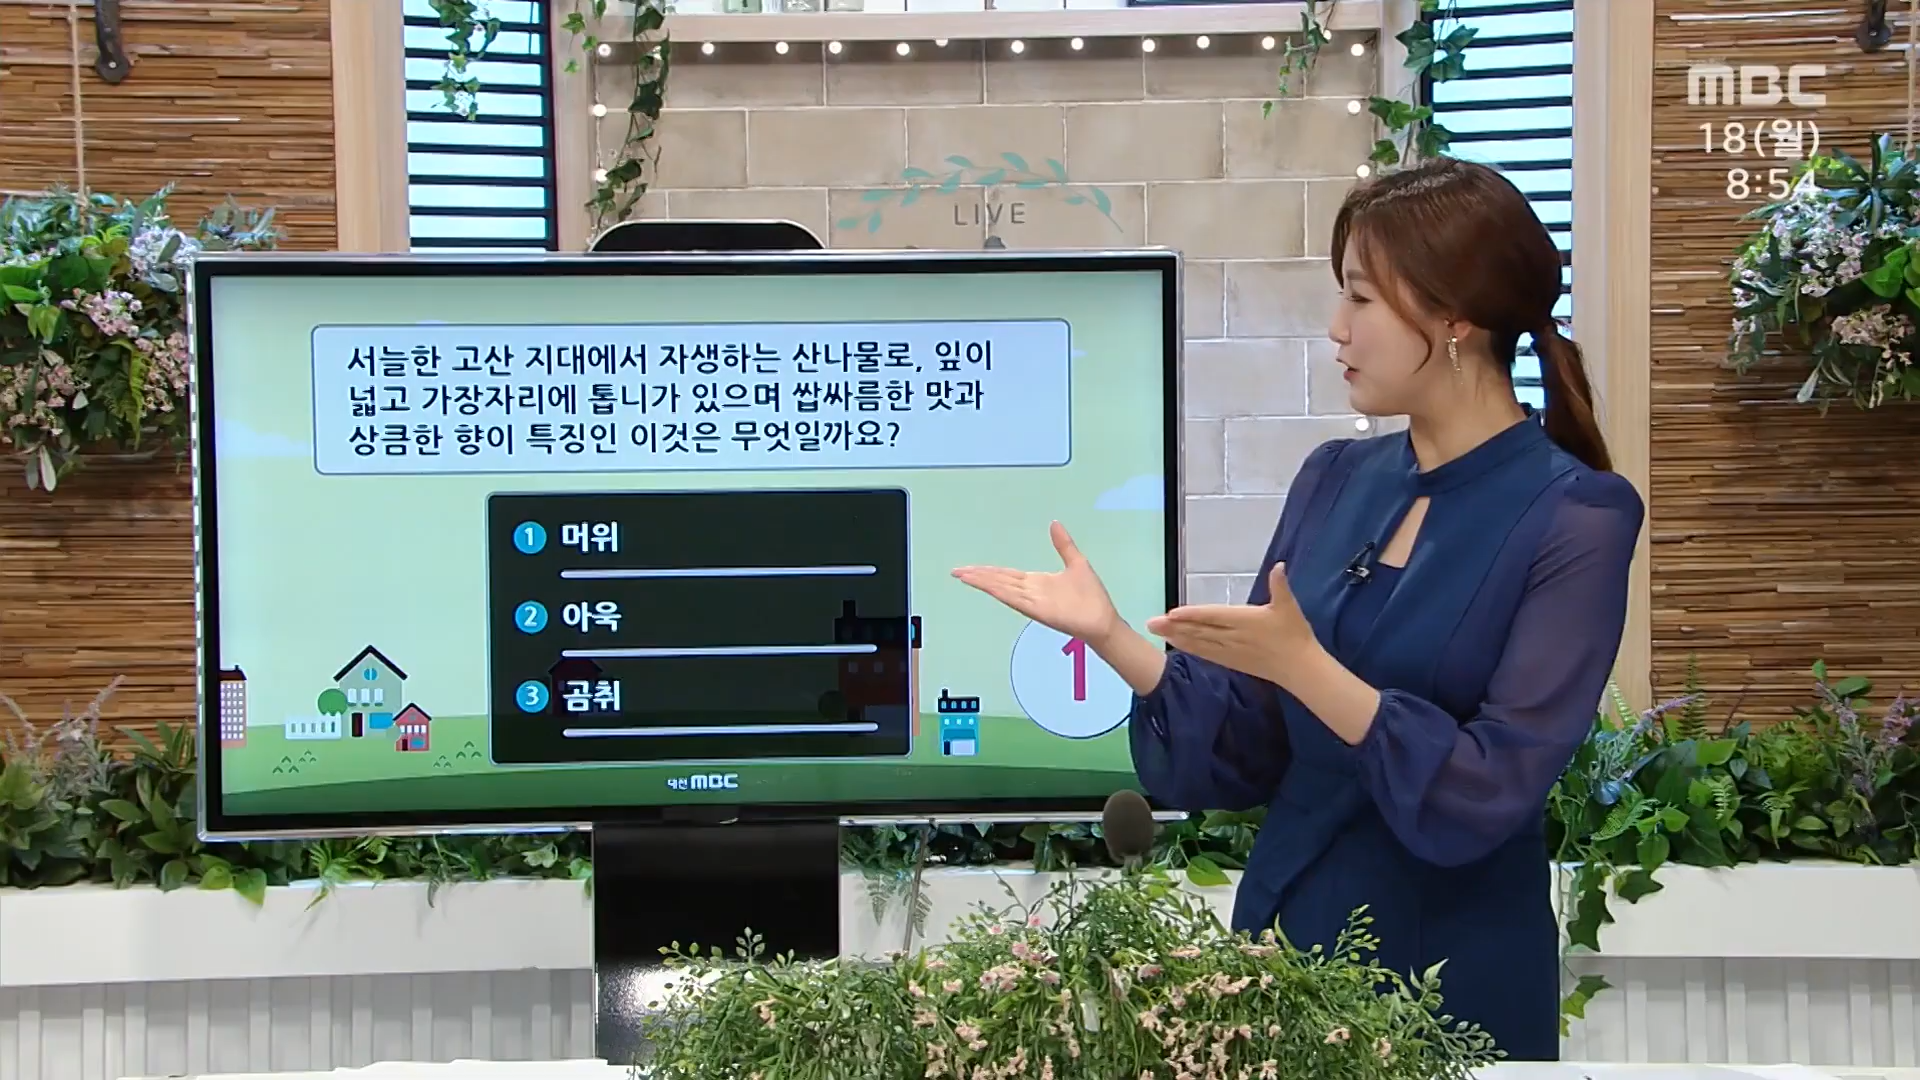 MBC
18(월)
8:54
LIVE
서늘한 고산 지대에서 자생하는 산나물로, 잎이
넓고 가장자리에 톱니가 있으며 쌉싸름한 맛과
상큼한 향이 특징인 이것은 무엇일까요?
1 머위
2 아욱
3 곰취
1
대전 MBC